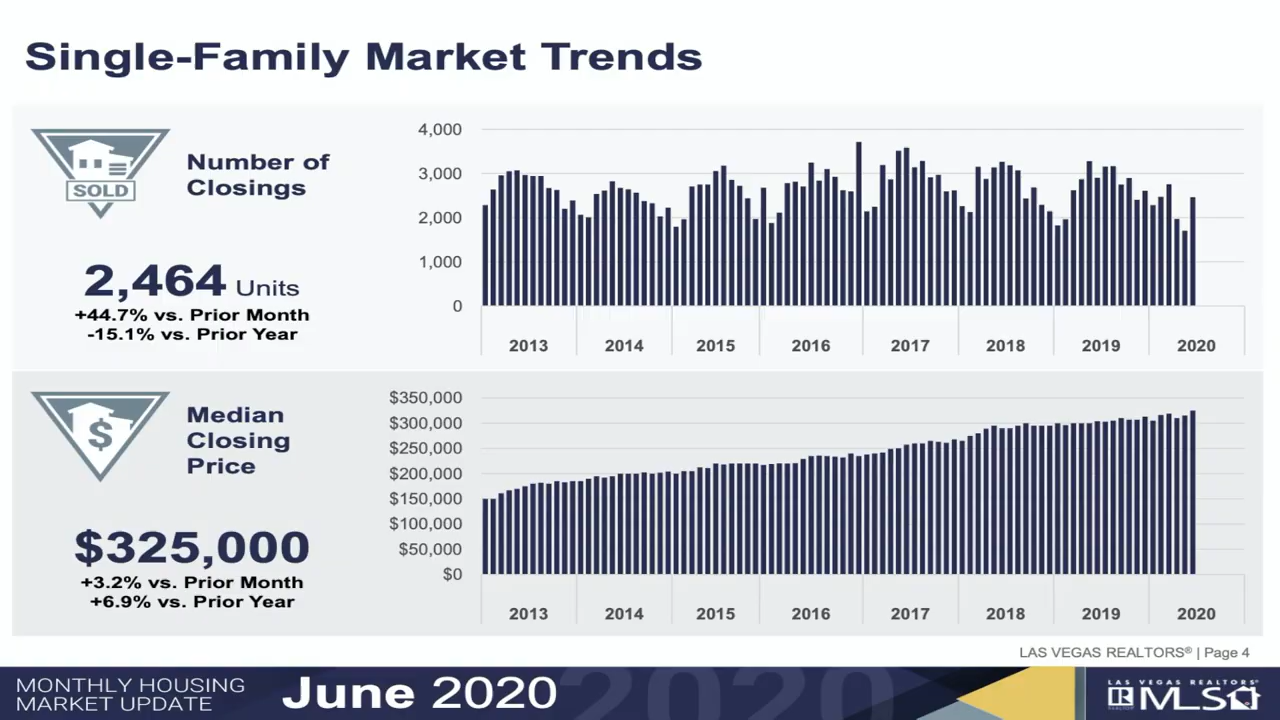 Single-Family Market Trends
SOLD
Number of
Closings
2,464 Units
+44.7% vs. Prior Month
-15.1% vs. Prior Year
4,000
3,000
2,000
1,000
0
2013 2014 2015 2016 2017 2018 2019 2020
$
Median
Closing
Price
$325,000
+3.2% vs. Prior Month
+6.9% vs. Prior Year
$350,000
$300,000
$250,000
$200,000
$150,000
$100,000
$50,000
$0
2013 2014 2015 2016 2017 2018 2019 2020
LAS VEGAS REALTORS® | Page 4
MONTHLY HOUSING
MARKET UPDATE
June 2020
2020
LAS VEGAS REALTORS®
MLS